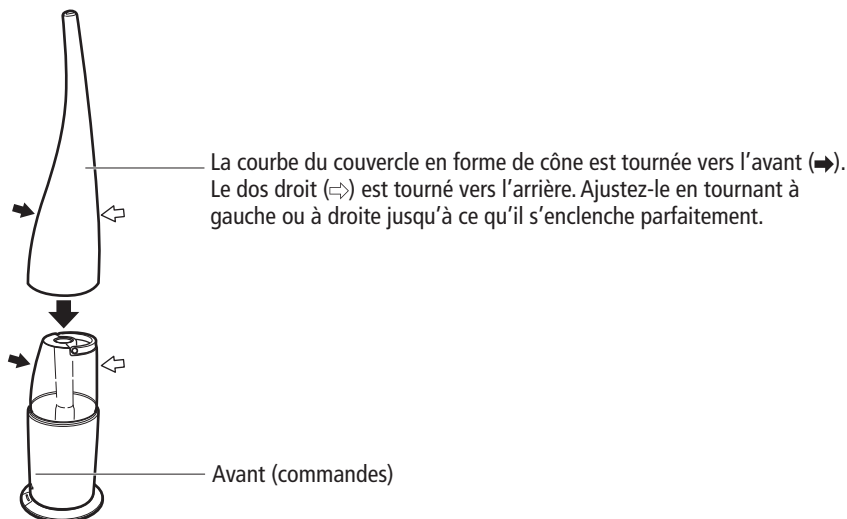 La courbe du couvercle en forme de cône est tournée vers l'avant (➡).
Le dos droit (⇨) est tourné vers l'arrière. Ajustez-le en tournant à
gauche ou à droite jusqu'à ce qu'il s'enclenche parfaitement.
Avant (commandes)